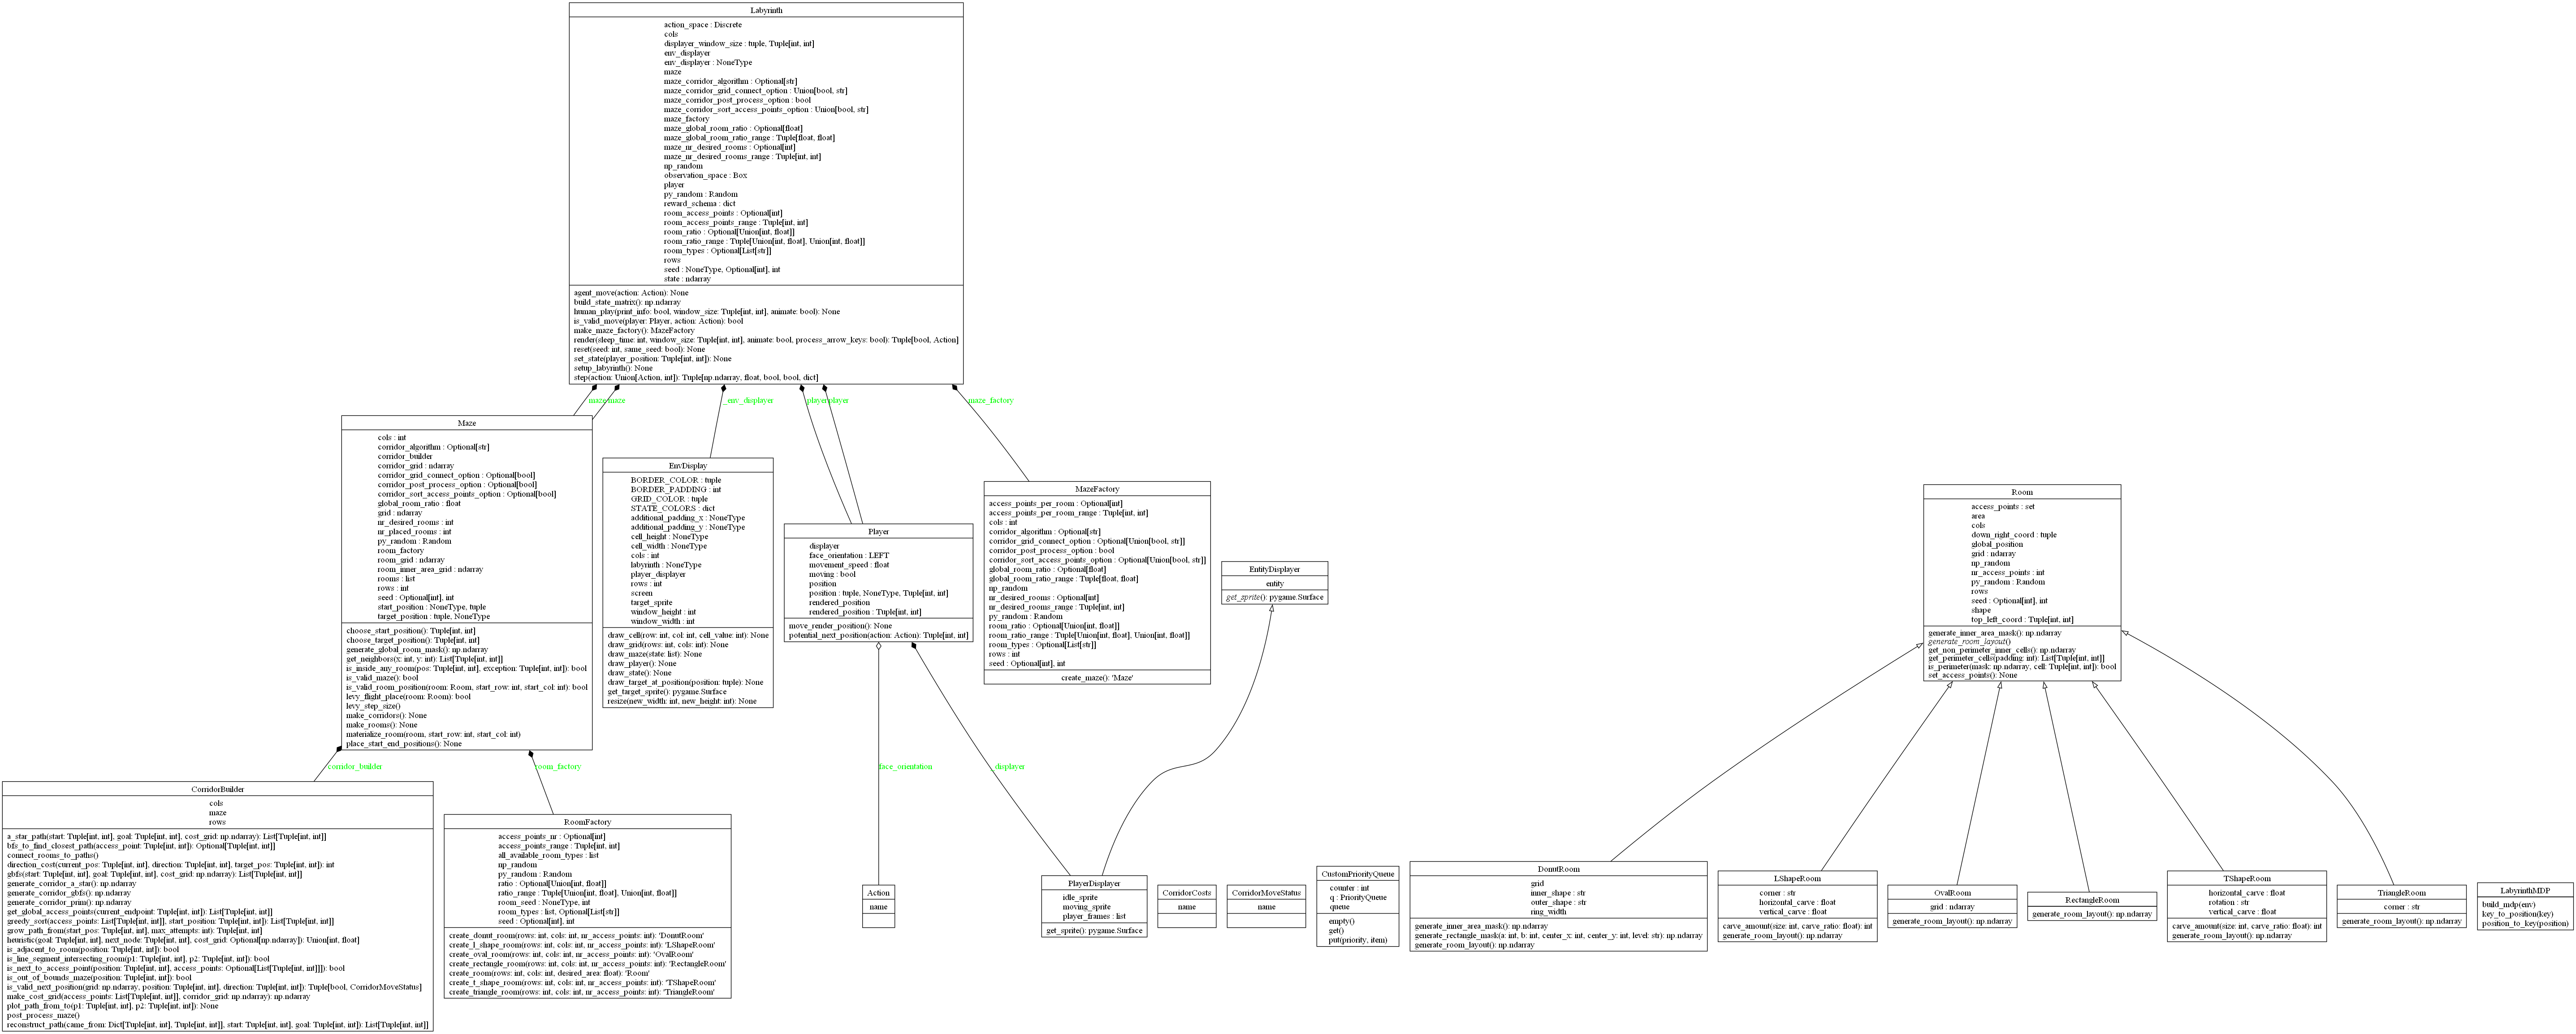 Labyrinth
action_space : Discrete
cols
displayer_window_size : tuple, Tuple[int, int]
env_displayer
env_displayer : NoneType
maze
maze_corridor_algorithm : Optional[str]
maze_corridor_grid_connect_option : Union[bool, str]
maze_corridor_post_process_option : bool
maze_corridor_sort_access_points_option : Union[bool, str]
maze_factory
maze_global_room_ratio : Optional[float]
maze_global_room_ratio_range : Tuple[float, float]
maze_nr_desired_rooms : Optional[int]
maze_nr_desired_rooms_range : Tuple[int, int]
np_random
observation_space : Box
player
py_random : Random
reward_schema : dict
room_access_points : Optional[int]
room_access_points_range : Tuple[int, int]
room_ratio : Optional[Union[int, float]]
room_ratio_range : Tuple[Union[int, float], Union[int, float]]
room_types : Optional[List[str]]
rows
seed : NoneType, Optional[int], int
state : ndarray
agent_move(action: Action): None
build_state_matrix(): np.ndarray
human_play(print_info: bool, window_size: Tuple[int, int], animate: bool): None
is_valid_move(player: Player, action: Action): bool
make_maze_factory(): MazeFactory
render(sleep_time: int, window_size: Tuple[int, int], animate: bool, process_arrow_keys: bool): Tuple[bool, Action]
reset(seed: int, same_seed: bool): None
set_state(player_position: Tuple[int, int]): None
setup_labyrinth(): None
step(action: Union[Action, int]): Tuple[np.ndarray, float, bool, bool, dict]
maze
maze
_env_displayer
player
player
maze_factory
Maze
cols : int
corridor_algorithm : Optional[str]
corridor_builder
corridor_grid : ndarray
corridor_grid_connect_option : Optional[bool]
corridor_post_process_option : Optional[bool]
corridor_sort_access_points_option : Optional[bool]
global_room_ratio : float
grid : ndarray
nr_desired_rooms : int
nr_placed_rooms : int
py_random : Random
room_factory
room_grid : ndarray
room_inner_area_grid : ndarray
rooms : list
rows : int
seed : Optional[int], int
start_position : NoneType, tuple
target_position : tuple, NoneType
choose_start_position(): Tuple[int, int]
choose_target_position(): Tuple[int, int]
generate_global_room_mask(): np.ndarray
get_neighbors(x: int, y: int): List[Tuple[int, int]]
is_inside_any_room(pos: Tuple[int, int], exception: Tuple[int, int]): bool
is_valid_maze(): bool
is_valid_room_position(room: Room, start_row: int, start_col: int): bool
levy_flight_place(room: Room): bool
levy_step_size()
make_corridors(): None
make_rooms(): None
materialize_room(room, start_row: int, start_col: int)
place_start_end_positions(): None
EnvDisplay
BORDER_COLOR : tuple
BORDER_PADDING : int
GRID_COLOR : tuple
STATE_COLORS : dict
additional_padding_x : NoneType
additional_padding_y : NoneType
cell_height : NoneType
cell_width : NoneType
cols : int
labyrinth : NoneType
player_displayer
rows : int
screen
target_sprite
window_height : int
window_width : int
draw_cell(row: int, col: int, cell_value: int): None
draw_grid(rows: int, cols: int): None
draw_maze(state: list): None
draw_player(): None
draw_state(): None
draw_target_at_position(position: tuple): None
get_target_sprite(): pygame.Surface
resize(new_width: int, new_height: int): None
Player
displayer
face_orientation : LEFT
movement_speed : float
moving : bool
position
position : tuple, NoneType, Tuple[int, int]
rendered_position
rendered_position : Tuple[int, int]
move_render_position(): None
potential_next_position(action: Action): Tuple[int, int]
MazeFactory
access_points_per_room : Optional[int]
access_points_per_room_range : Tuple[int, int]
cols : int
corridor_algorithm : Optional[str]
corridor_grid_connect_option : Optional[Union[bool, str]]
corridor_post_process_option : bool
corridor_sort_access_points_option : Optional[Union[bool, str]]
global_room_ratio : Optional[float]
global_room_ratio_range : Tuple[float, float]
np_random
nr_desired_rooms : Optional[int]
nr_desired_rooms_range : Tuple[int, int]
py_random : Random
room_ratio : Optional[Union[int, float]]
room_ratio_range : Tuple[Union[int, float], Union[int, float]]
room_types : Optional[List[str]]
rows : int
seed : Optional[int], int
create_maze(): 'Maze'
EntityDisplayer
entity
get_sprite(): pygame.Surface
Room
access_points : set
area
cols
down_right_coord : tuple
global_position
grid : ndarray
np_random
nr_access_points : int
py_random : Random
rows
seed : Optional[int], int
shape
top_left_coord : Tuple[int, int]
generate_inner_area_mask(): np.ndarray
generate_room_layout()
get_non_perimeter_inner_cells(): np.ndarray
get_perimeter_cells(padding: int): List[Tuple[int, int]]
is_perimeter(mask: np.ndarray, cell: Tuple[int, int]): bool
set_access_points(): None
corridor_builder
room_factory
face_orientation
displayer
CorridorBuilder
cols
maze
rows
a_star_path(start: Tuple[int, int], goal: Tuple[int, int], cost_grid: np.ndarray): List[Tuple[int, int]]
bfs_to_find_closest_path(access_point: Tuple[int, int]): Optional[Tuple[int, int]]
connect_rooms_to_paths()
direction_cost(current_pos: Tuple[int, int], direction: Tuple[int, int], target_pos: Tuple[int, int]): int
gbfs(start: Tuple[int, int], goal: Tuple[int, int], cost_grid: np.ndarray): List[Tuple[int, int]]
generate_corridor_a_star(): np.ndarray
generate_corridor_gbfs(): np.ndarray
generate_corridor_prim(): np.ndarray
get_global_access_points(current_endpoint: Tuple[int, int]): List[Tuple[int, int]]
greedy_sort(access_points: List[Tuple[int, int]], start_position: Tuple[int, int]): List[Tuple[int, int]]
grow_path_from(start_pos: Tuple[int, int], max_attempts: int): Tuple[int, int]
heuristic(goal: Tuple[int, int], next_node: Tuple[int, int], cost_grid: Optional[np.ndarray]): Union[int, float]
is_adjacent_to_room(position: Tuple[int, int]): bool
is_line_segment_intersecting_room(p1: Tuple[int, int], p2: Tuple[int, int]): bool
is_next_to_access_point(position: Tuple[int, int], access_points: Optional[List[Tuple[int, int]]]): bool
is_out_of_bounds_maze(position: Tuple[int, int]): bool
is_valid_next_position(grid: np.ndarray, position: Tuple[int, int], direction: Tuple[int, int]): Tuple[bool, CorridorMoveStatus]
make_cost_grid(access_points: List[Tuple[int, int]], corridor_grid: np.ndarray): np.ndarray
plot_path_from_to(p1: Tuple[int, int], p2: Tuple[int, int]): None
post_process_maze()
reconstruct_path(came_from: Dict[Tuple[int, int], Tuple[int, int]], start: Tuple[int, int], goal: Tuple[int, int]): List[Tuple[int, int]]
RoomFactory
access_points_nr : Optional[int]
access_points_range : Tuple[int, int]
all_available_room_types : list
np_random
py_random : Random
ratio : Optional[Union[int, float]]
ratio_range : Tuple[Union[int, float], Union[int, float]]
room_seed : NoneType, int
room_types : list, Optional[List[str]]
seed : Optional[int], int
create_donut_room(rows: int, cols: int, nr_access_points: int): 'DonutRoom'
create_l_shape_room(rows: int, cols: int, nr_access_points: int): 'LShapeRoom'
create_oval_room(rows: int, cols: int, nr_access_points: int): 'OvalRoom'
create_rectangle_room(rows: int, cols: int, nr_access_points: int): 'RectangleRoom'
create_room(rows: int, cols: int, desired_area: float): 'Room'
create_t_shape_room(rows: int, cols: int, nr_access_points: int): 'TShapeRoom'
create_triangle_room(rows: int, cols: int, nr_access_points: int): 'TriangleRoom'
Action
name
PlayerDisplayer
idle_sprite
moving_sprite
player_frames : list
get_sprite(): pygame.Surface
CorridorCosts
name
CorridorMoveStatus
name
CustomPriorityQueue
counter : int
q : PriorityQueue
queue
empty()
get()
put(priority, item)
DonutRoom
grid
inner_shape : str
outer_shape : str
ring_width
generate_inner_area_mask(): np.ndarray
generate_rectangle_mask(a: int, b: int, center_x: int, center_y: int, level: str): np.ndarray
generate_room_layout(): np.ndarray
LShapeRoom
corner : str
horizontal_carve : float
vertical_carve : float
carve_amount(size: int, carve_ratio: float): int
generate_room_layout(): np.ndarray
OvalRoom
grid : ndarray
generate_room_layout(): np.ndarray
RectangleRoom
generate_room_layout(): np.ndarray
TShapeRoom
horizontal_carve : float
rotation : str
vertical_carve : float
carve_amount(size: int, carve_ratio: float): int
generate_room_layout(): np.ndarray
TriangleRoom
corner : str
generate_room_layout(): np.ndarray
LabyrinthMDP
build_mdp(env)
key_to_position(key)
position_to_key(position)